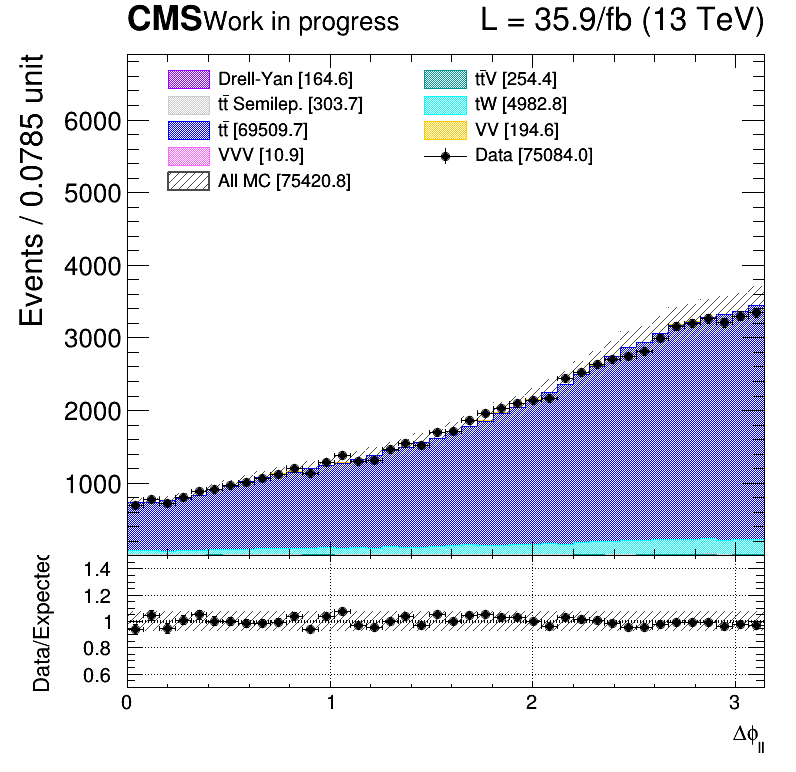 CMS Work in progress L = 35.9/fb (13 TeV)
Events / 0.0785 unit
Drell-Yan [164.6]
tt̄ Semilep. [303.7]
tt̄ [69509.7]
VVV [10.9]
All MC [75420.8]
tt̄V [254.4]
tW [4982.8]
VV [194.6]
Data [75084.0]
6000
5000
4000
3000
2000
1000
Data/Expected
1.4
1.2
1
0.8
0.6
0 1 2 3
Δϕll